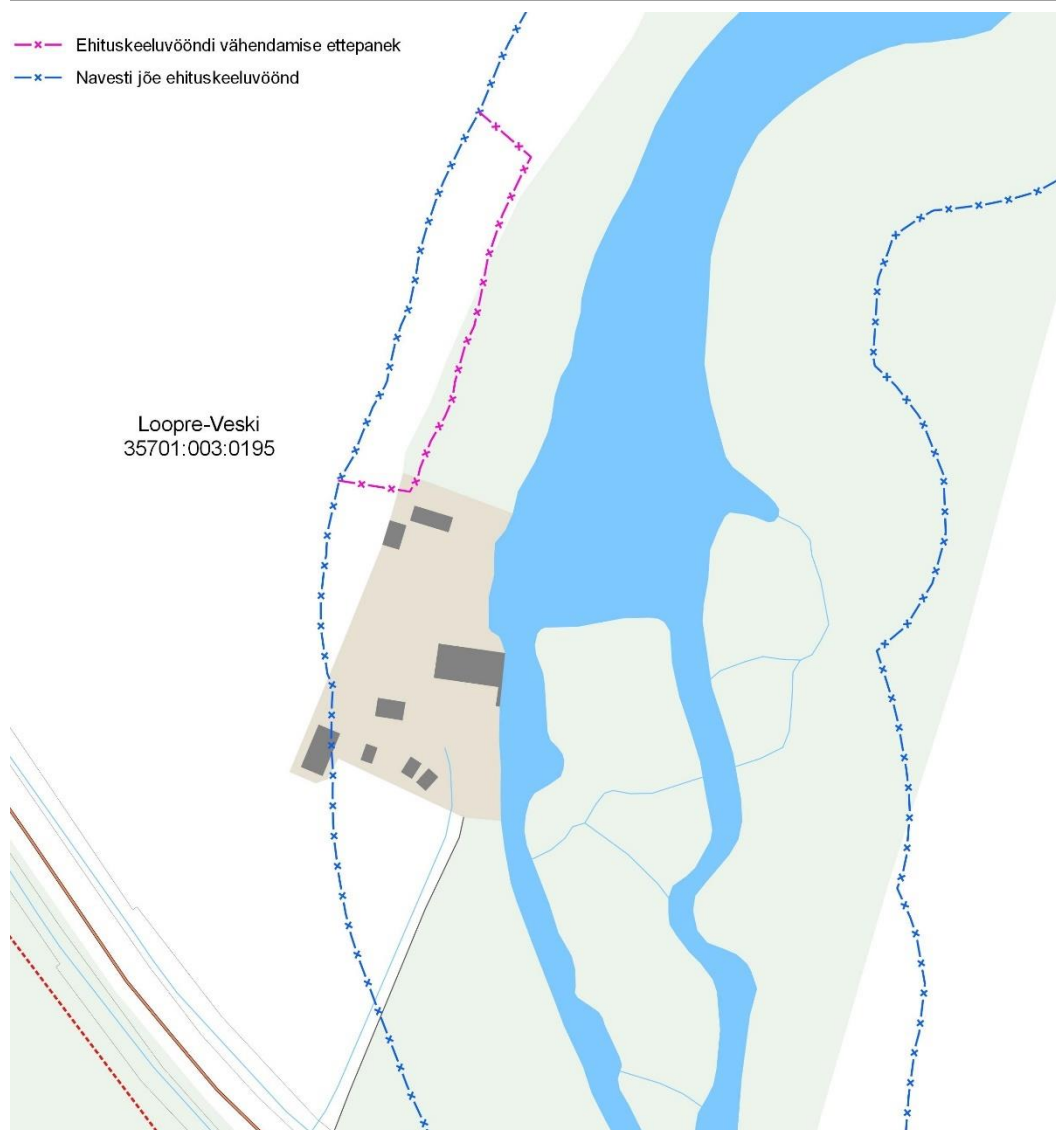 Ehituskeeluvööndi vähendamise ettepanek
Navesti jõe ehituskeeluvöönd
Loopre-Veski
35701:003:0195